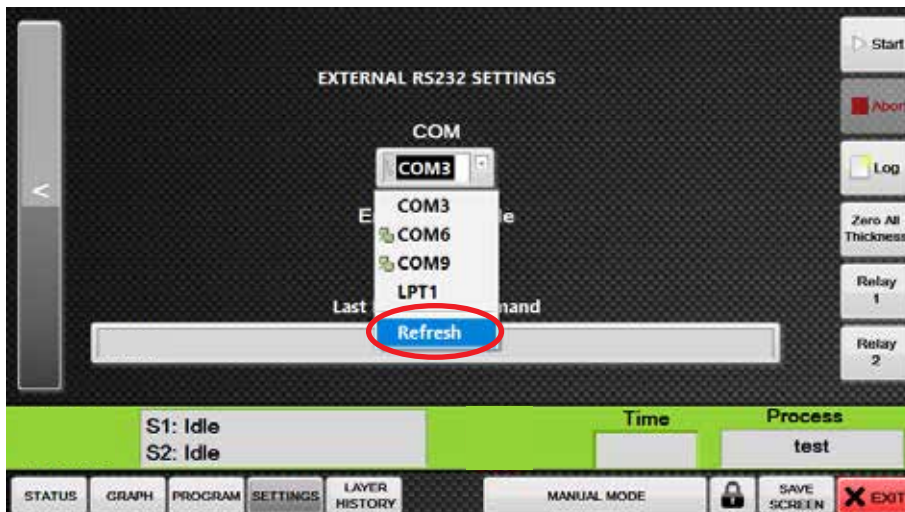 EXTERNAL RS232 SETTINGS
COM
COM3
COM3
COM6
COM9
LPT1
Refresh
E
le
Last
mand
<
Start
Abort
Log
Zero All
Thickness
Relay
1
Relay
2
S1: Idle
S2: Idle
Time
Process
test
STATUS
GRAPH
PROGRAM
SETTINGS
LAYER
HISTORY
MANUAL MODE
SAVE
SCREEN
EXIT